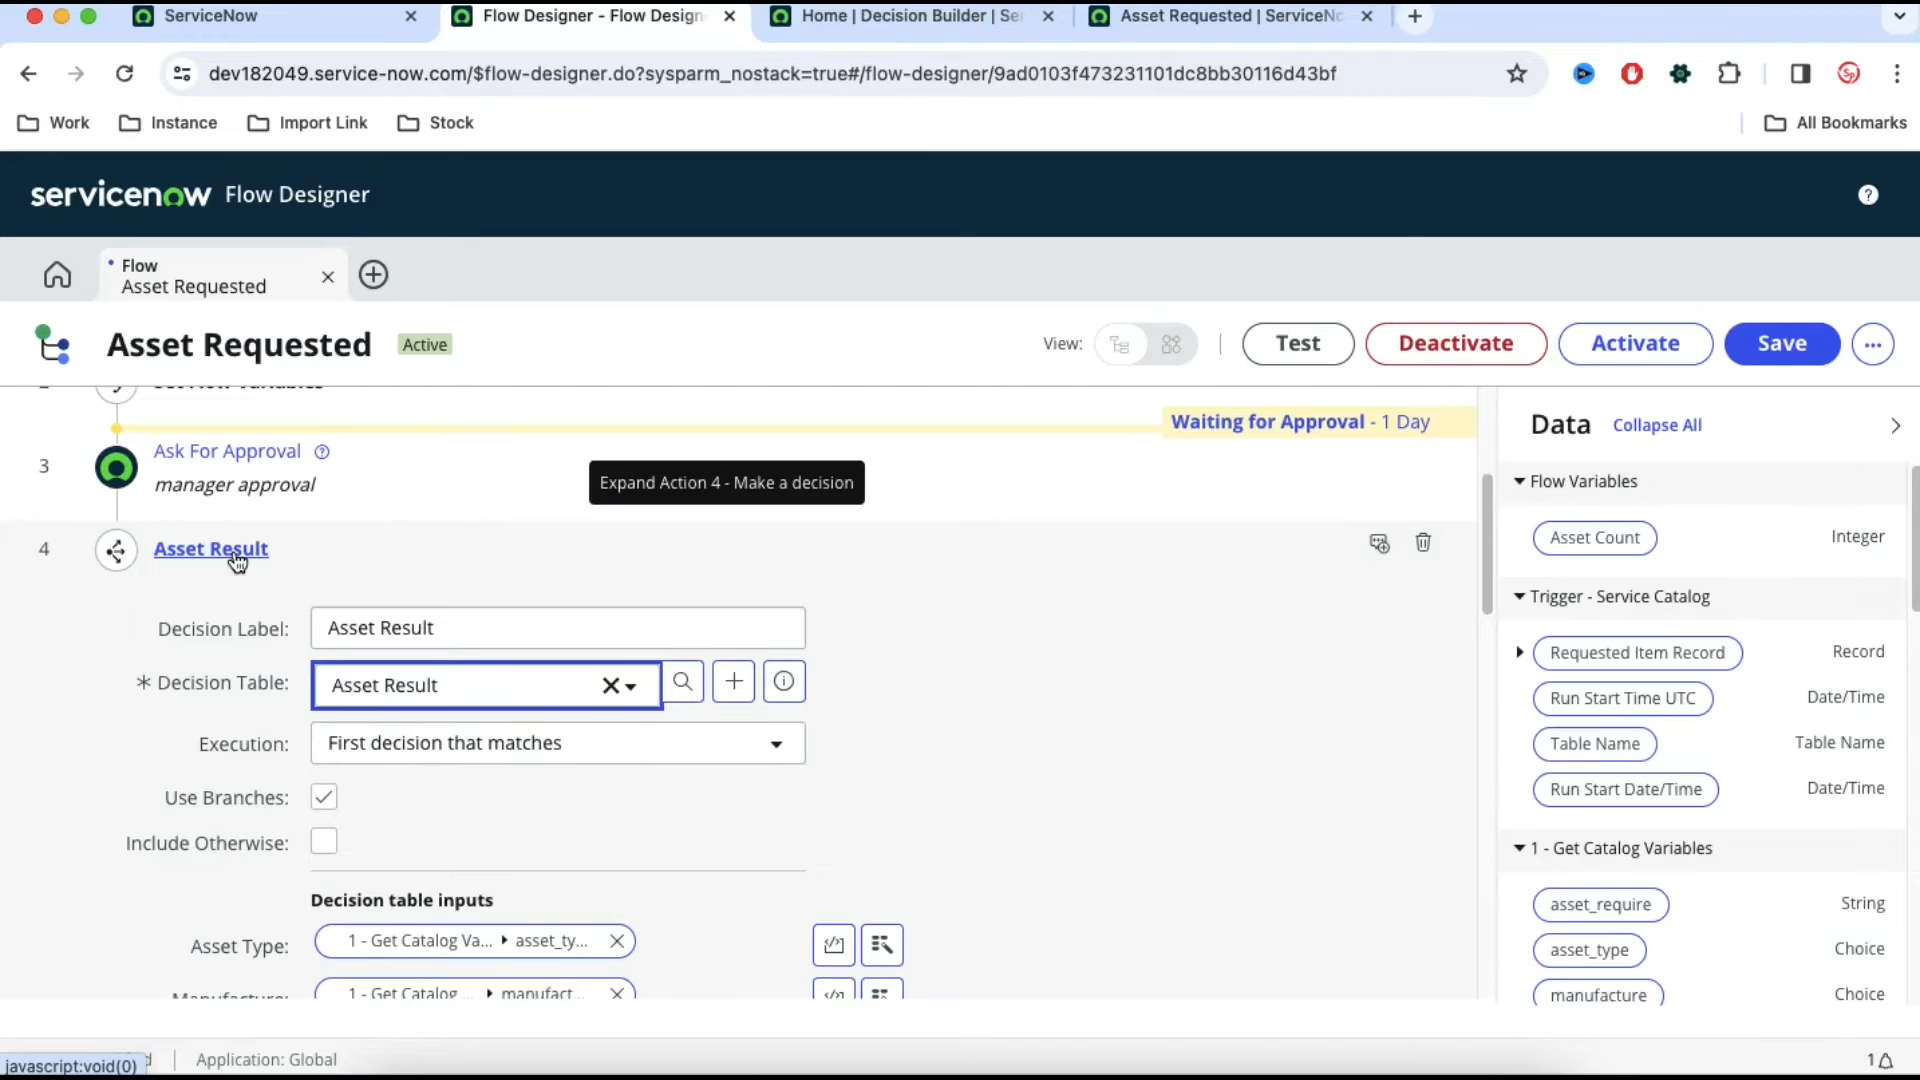 ServiceNow
Flow Designer - Flow Design
Home | Decision Builder | Ser
Asset Requested | ServiceNo
dev182049.service-now.com/$flow-designer.do?sysparm_nostack=true#/flow-designer/9ad0103f473231101dc8bb30116d43bf
Work
Instance
Import Link
Stock
All Bookmarks
servicenow Flow Designer
Flow
Asset Requested
Asset Requested
Active
View:
Test
Deactivate
Activate
Save
Waiting for Approval - 1 Day
3
Ask For Approval
manager approval
Expand Action 4 - Make a decision
4
Asset Result
Decision Label:
Asset Result
* Decision Table:
Asset Result
Execution:
First decision that matches
Use Branches:
Include Otherwise:
Decision table inputs
Asset Type:
1 - Get Catalog Va... ▸ asset_ty...
1 - Get Catalog ... ▸ manufact...
Data
Collapse All
Flow Variables
Asset Count
Integer
Trigger - Service Catalog
Requested Item Record
Record
Run Start Time UTC
Date/Time
Table Name
Table Name
Run Start Date/Time
Date/Time
1 - Get Catalog Variables
asset_require
String
asset_type
Choice
manufacture
Choice
javascript:void(0)
Application: Global
1